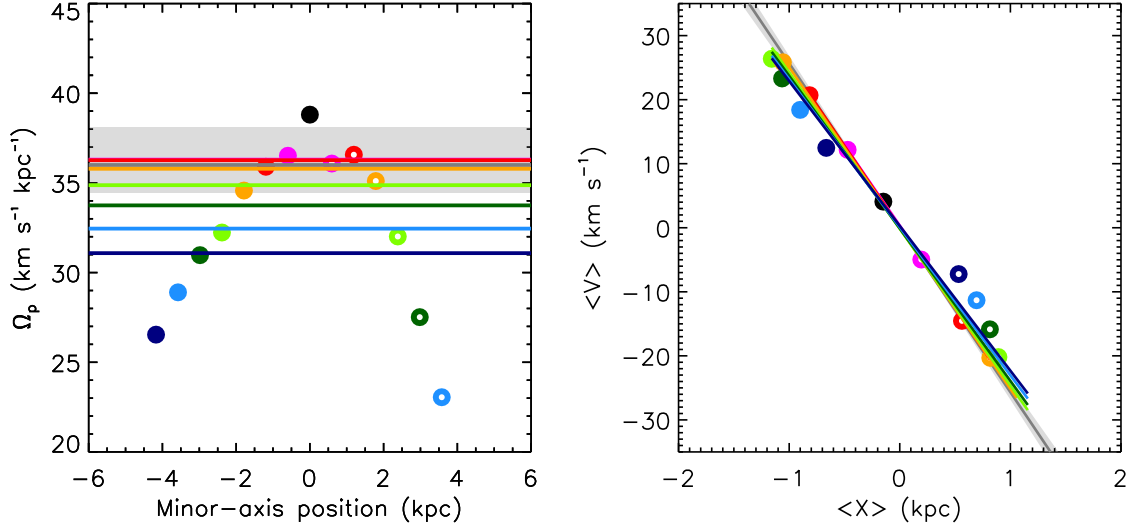 45
40
35
30
25
20
Ωp (km s−1 kpc−1)
−6 −4 −2 0 2 4 6
Minor−axis position (kpc)
30
20
10
0
−10
−20
−30
<V> (km s−1)
−2 −1 0 1 2
<X> (kpc)